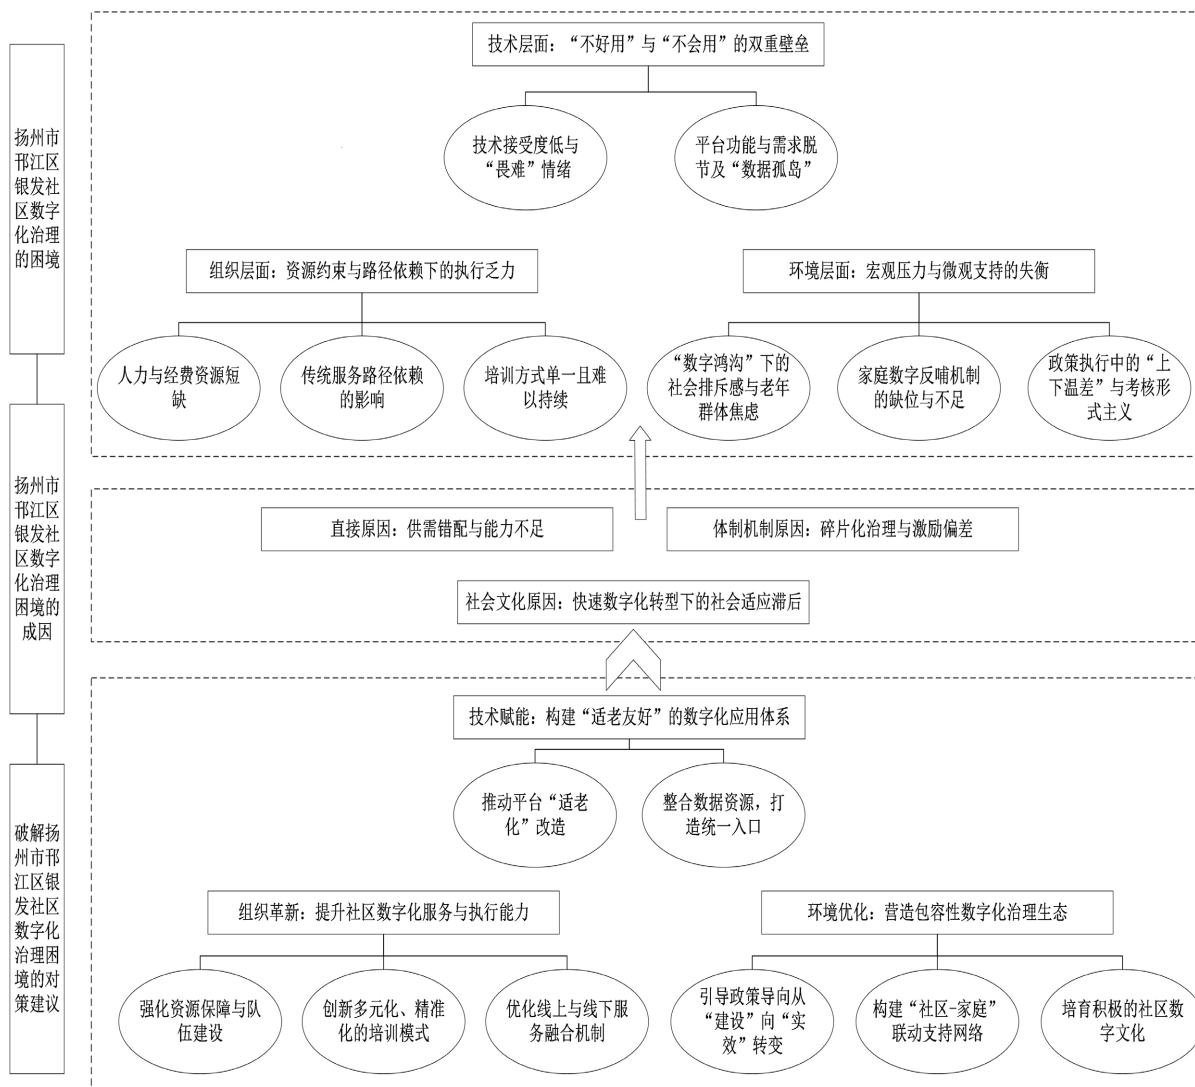 技术层面：“不好用”与“不会用”的双重壁垒
技术接受度低与
“畏难”情绪
平台功能与需求脱
节及“数据孤岛”
扬州市
邗江区
银发社
区数字
化治理
的困境
组织层面：资源约束与路径依赖下的执行乏力
环境层面：宏观压力与微观支持的失衡
人力与经费资源短
缺
传统服务路径依赖
的影响
培训方式单一且难
以持续
“数字鸿沟”下的
社会排斥感与老年
群体焦虑
家庭数字反哺机制
的缺位与不足
政策执行中的“上
下温差”与考核形
式主义
扬州市
邗江区
银发社
区数字
化治理
困境的
成因
直接原因：供需错配与能力不足
体制机制原因：碎片化治理与激励偏差
社会文化原因：快速数字化转型下的社会适应滞后
技术赋能：构建“适老友好”的数字化应用体系
推动平台“适老
化”改造
整合数据资源，打
造统一入口
破解扬
州市邗
江区银
发社区
数字化
治理困
境的对
策建议
组织革新：提升社区数字化服务与执行能力
环境优化：营造包容性数字化治理生态
强化资源保障与队
伍建设
创新多元化、精准
化的培训模式
优化线上与线下服
务融合机制
引导政策导向从
“建设”向“实
效”转变
构建“社区-家庭”
联动支持网络
培育积极的社区数
字文化